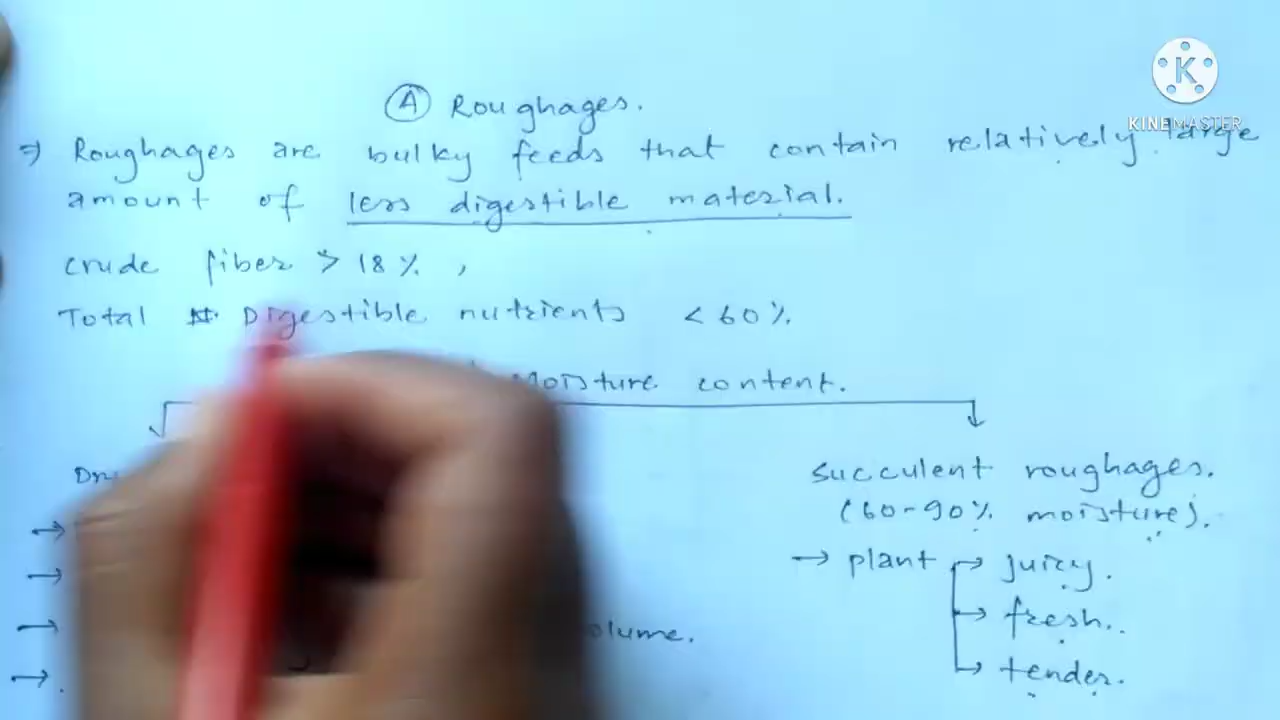 K
KINEMASTER
(A) Roughages.
⇒ Roughages are bulky feeds that contain relatively large
amount of less digestible material.
crude fiber > 18%,
Total Digestible nutrients < 60%
Moisture content.
succulent roughages.
(60-90% moisture).
→ plant → juicy.
→ fresh.
→ tender.